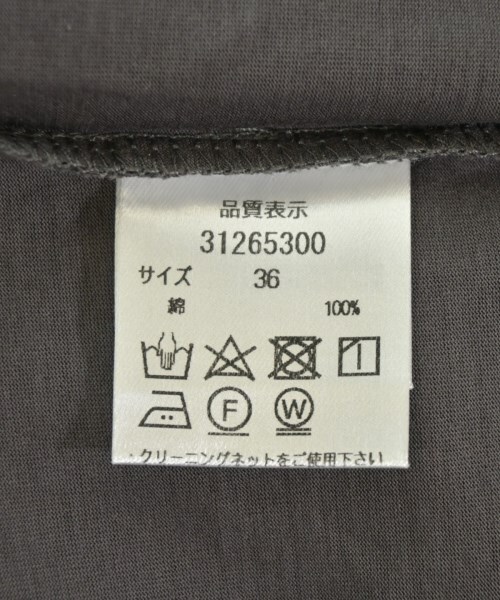 品質表示
31265300
サイズ 36
綿 100%
F W
・クリーニングネットをご使用下さい